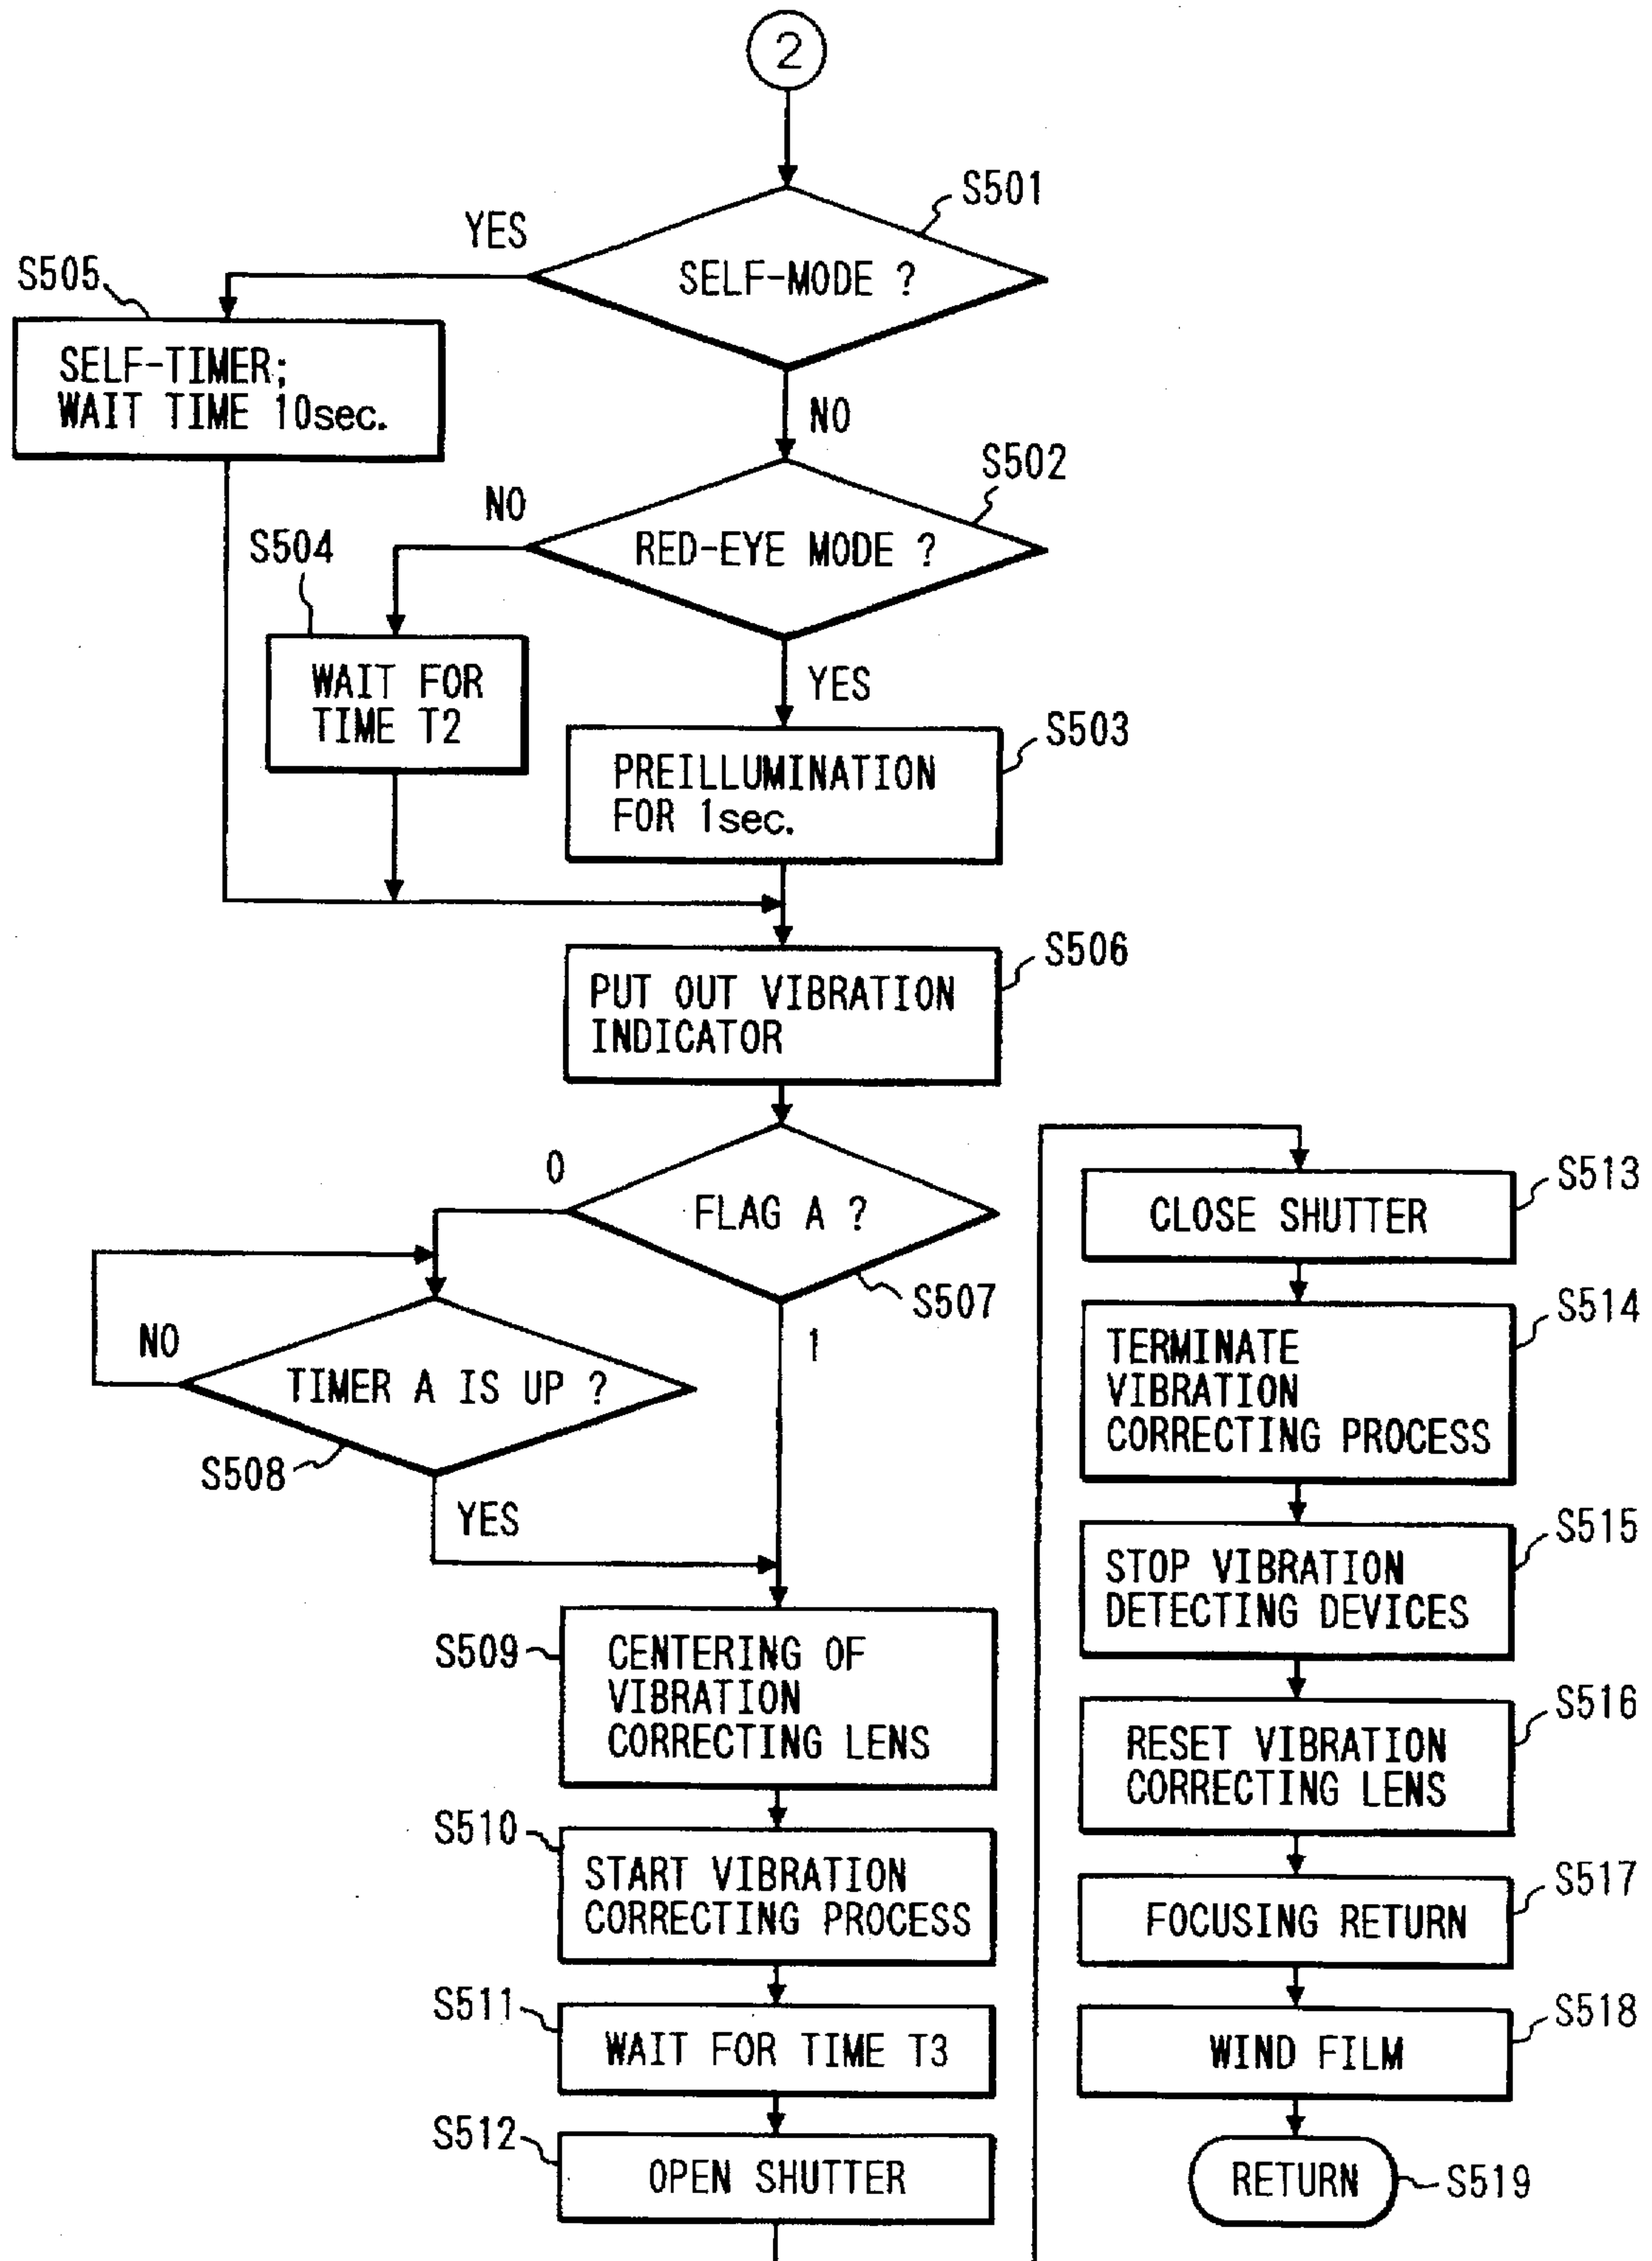 2
S501
YES
SELF-MODE ?
S505
SELF-TIMER;
WAIT TIME 10sec.
NO
S502
NO
RED-EYE MODE ?
S504
WAIT FOR
TIME T2
YES
S503
PREILLUMINATION
FOR 1sec.
S506
PUT OUT VIBRATION
INDICATOR
0
FLAG A ?
S507
1
NO
TIMER A IS UP ?
S508
YES
S509
CENTERING OF
VIBRATION
CORRECTING LENS
S510
START VIBRATION
CORRECTING PROCESS
S511
WAIT FOR TIME T3
S512
OPEN SHUTTER
S513
CLOSE SHUTTER
S514
TERMINATE
VIBRATION
CORRECTING PROCESS
S515
STOP VIBRATION
DETECTING DEVICES
S516
RESET VIBRATION
CORRECTING LENS
S517
FOCUSING RETURN
S518
WIND FILM
RETURN
S519